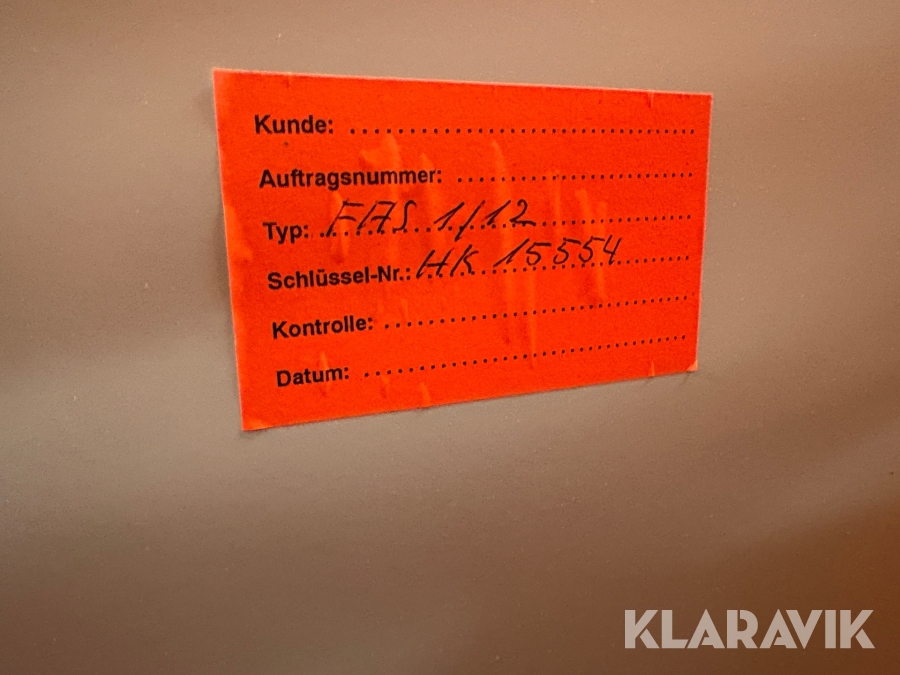 Kunde: ................................
Auftragsnummer: ......................
Typ: FAS 1/12
Schlüssel-Nr.: HK 15554
Kontrolle: ............................
Datum: ..............................
KLARAVIK